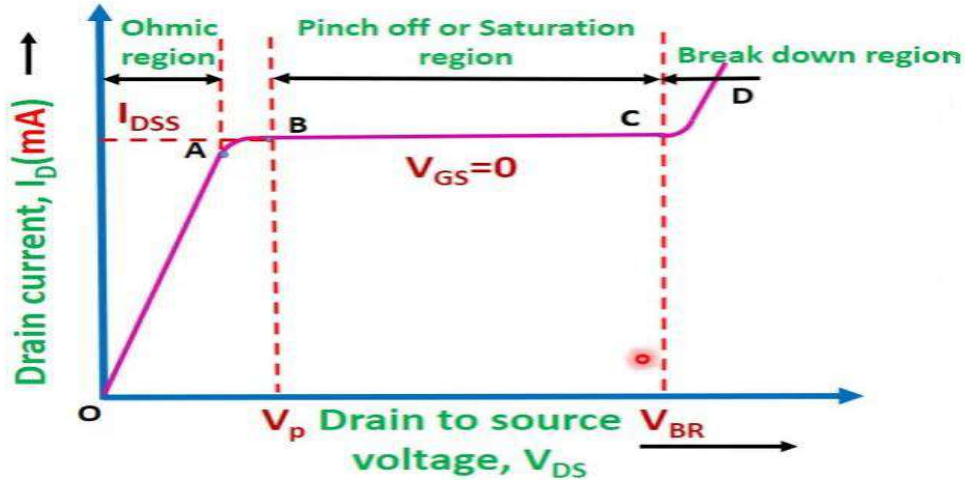 Ohmic
region
Pinch off or Saturation
region
Break down region
I_DSS
A
B
C
D
V_GS=0
Drain current, I_D(mA)
O
V_p
Drain to source
voltage, V_DS
V_BR